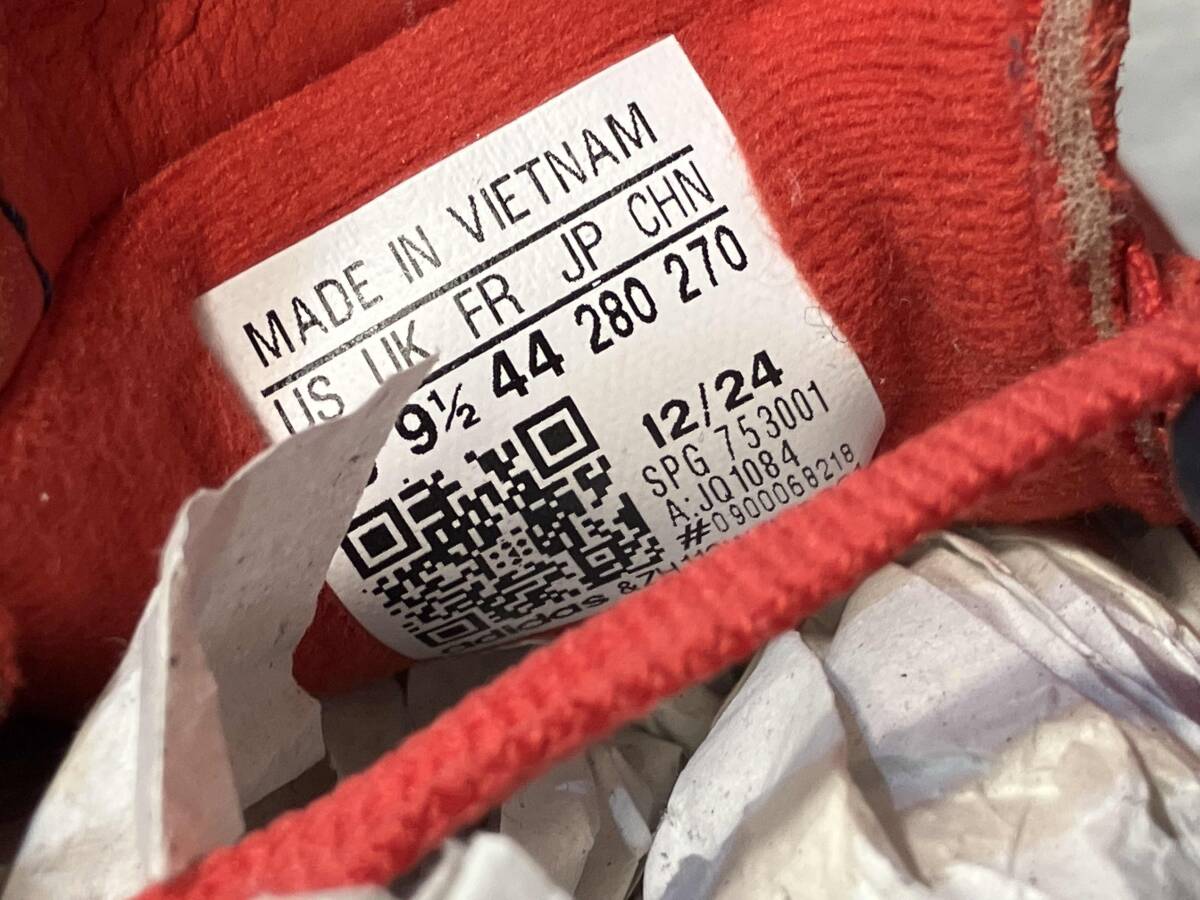 MADE IN VIETNAM
US UK FR JP CHN
9½ 44 280 270
12/24
SPG 753001
A:JQ1084
#0900068218
adidas &